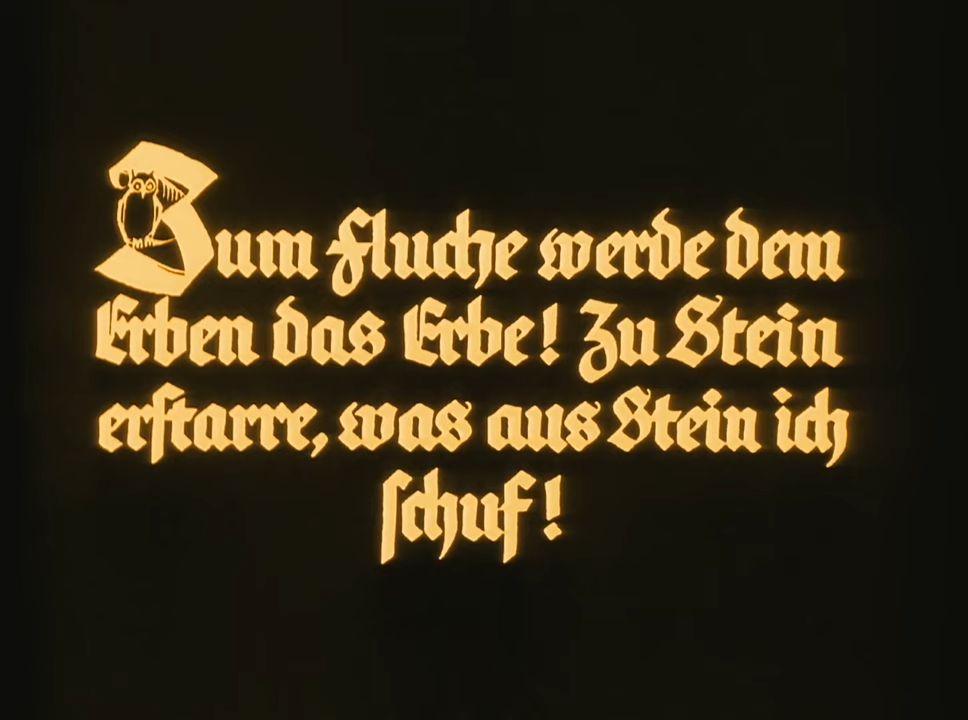 Zum Fluche werde dem
Erben das Erbe! Zu Stein
erſtarre, was aus Stein ich
ſchuf!